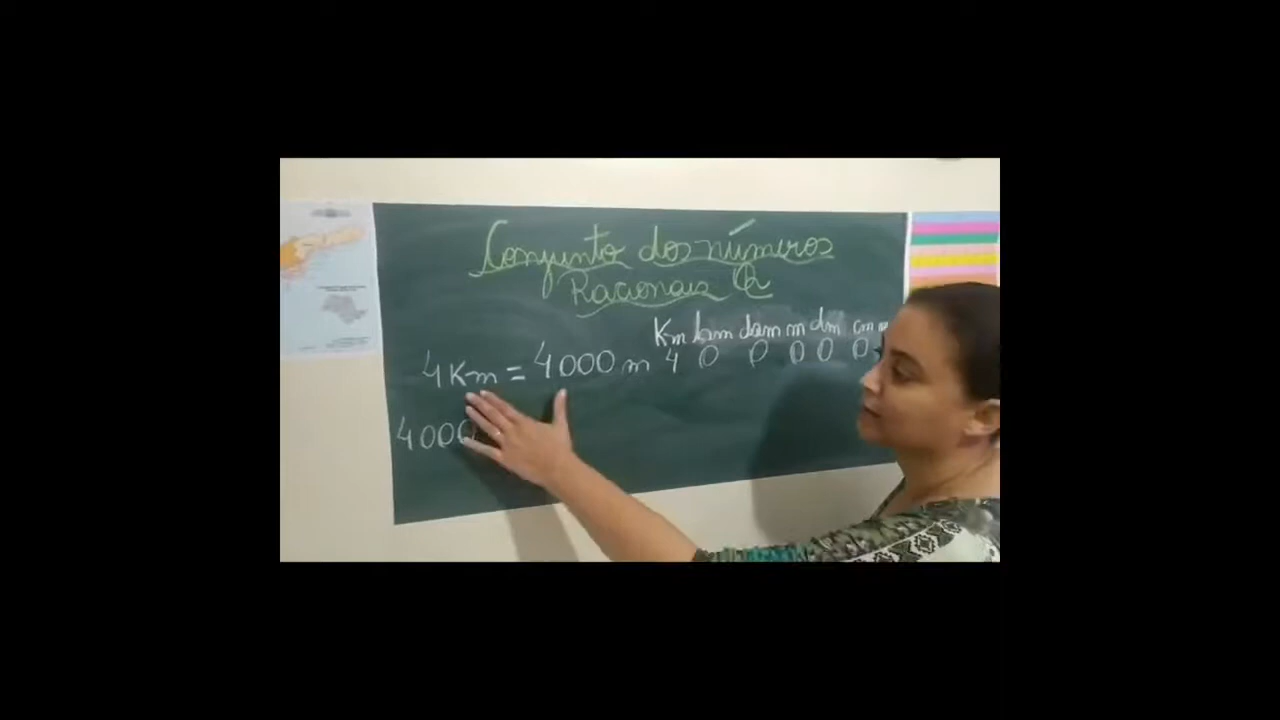 Conjunto dos números
Racionais Q
Km hm dam m dm cm
4 0 0 0 0 0
4 Km = 4000 m
4000